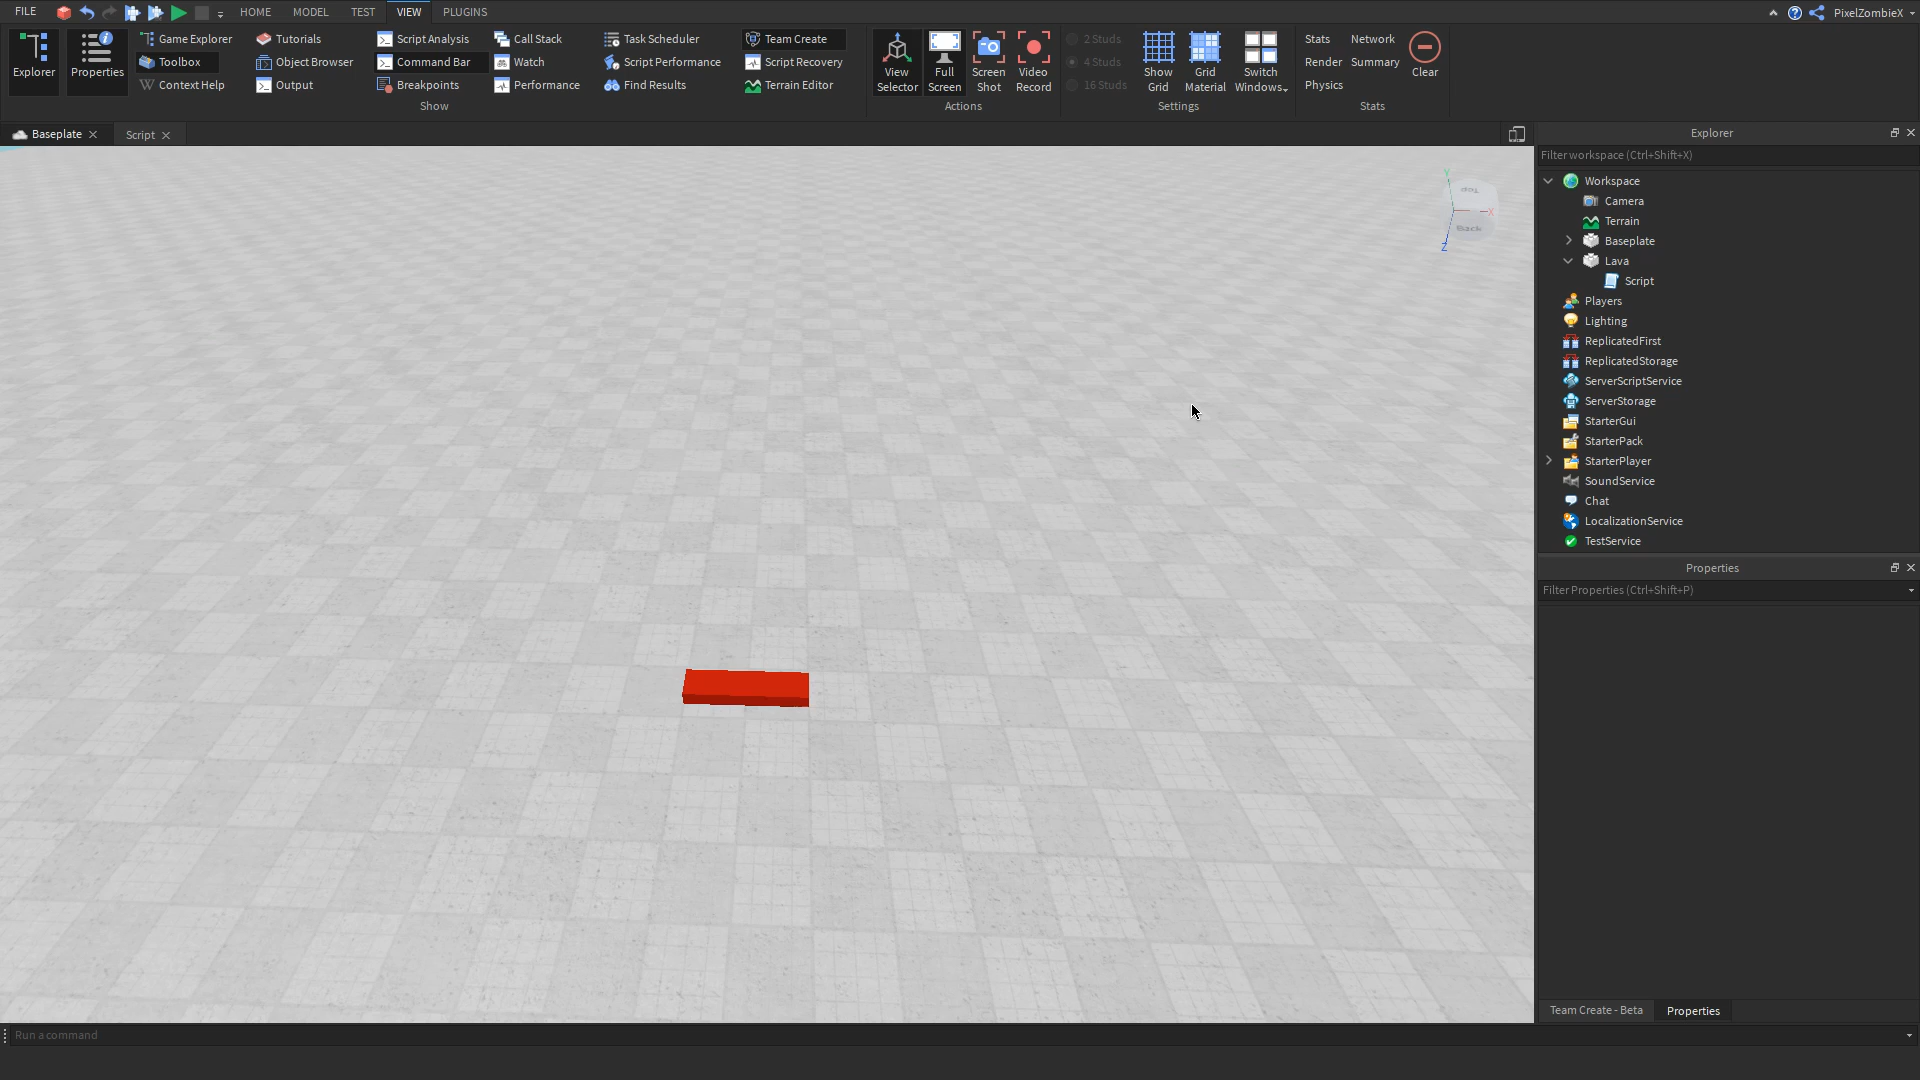 FILE HOME MODEL TEST VIEW PLUGINS PixelZombieX
Explorer
Properties
Game Explorer
Toolbox
Context Help
Tutorials
Object Browser
Output
Script Analysis
Command Bar
Breakpoints
Call Stack
Watch
Performance
Task Scheduler
Script Performance
Find Results
Team Create
Script Recovery
Terrain Editor
Show
View
Selector
Full
Screen
Screen
Shot
Video
Record
Actions
2 Studs
4 Studs
16 Studs
Show
Grid
Grid
Material
Switch
Windows
Settings
Stats
Render
Physics
Network
Summary
Clear
Stats
Baseplate
Script
Y
Top
X
Back
Z
Explorer
Filter workspace (Ctrl+Shift+X)
Workspace
Camera
Terrain
Baseplate
Lava
Script
Players
Lighting
ReplicatedFirst
ReplicatedStorage
ServerScriptService
ServerStorage
StarterGui
StarterPack
StarterPlayer
SoundService
Chat
LocalizationService
TestService
Properties
Filter Properties (Ctrl+Shift+P)
Team Create - Beta Properties
Run a command